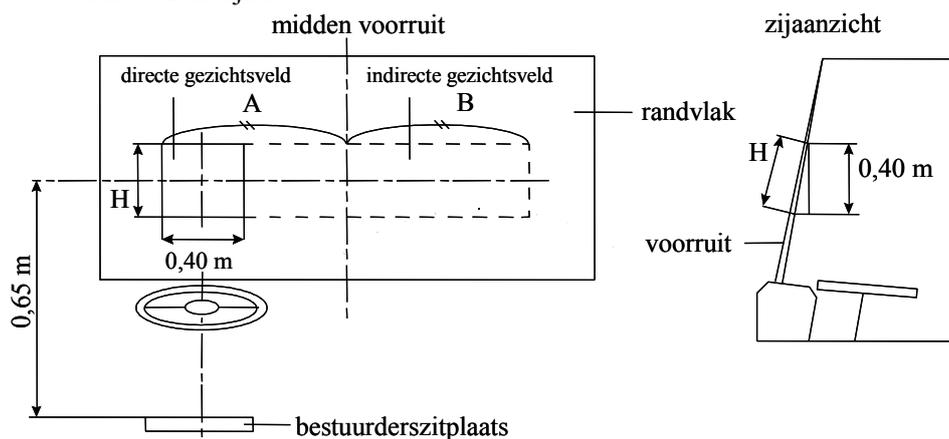 midden voorruit
zijaanzicht
directe gezichtsveld
indirecte gezichtsveld
A
B
randvlak
H
H
0,40 m
0,40 m
voorruit
0,65 m
bestuurderszitplaats